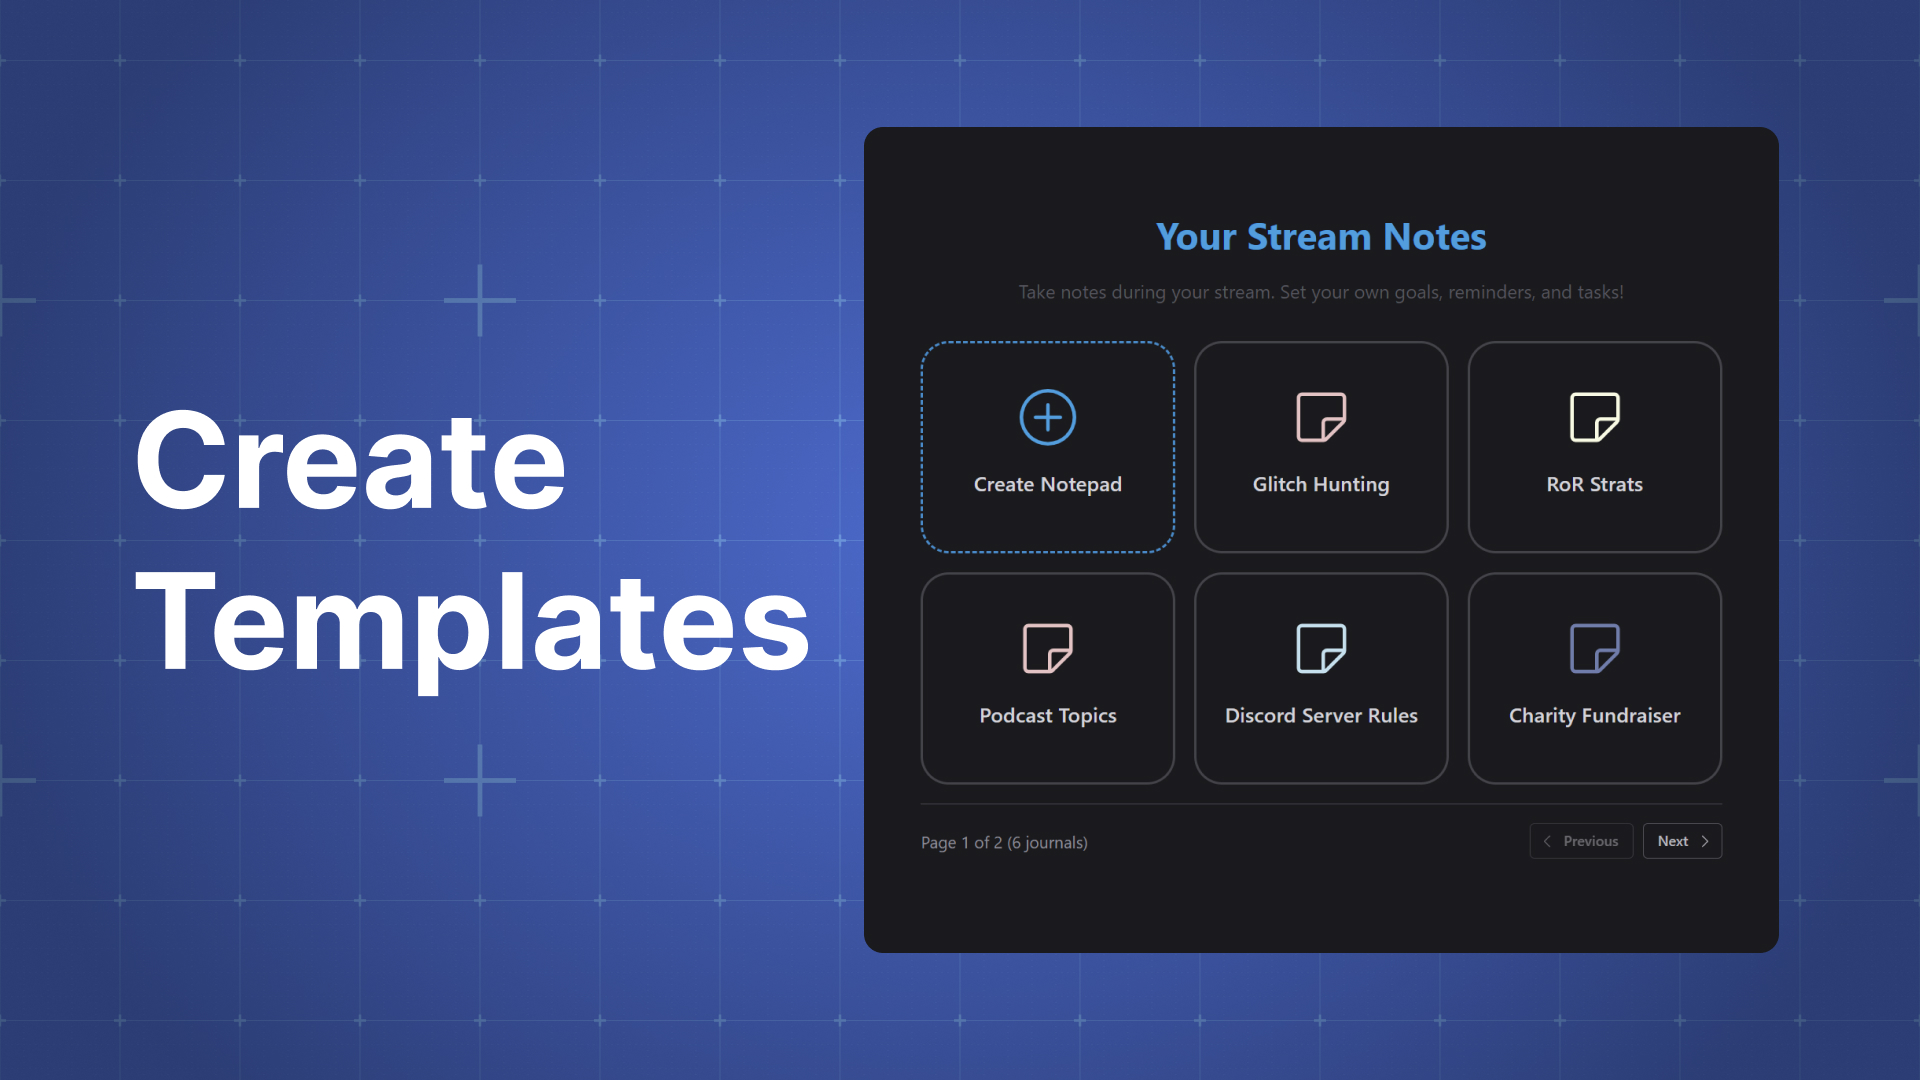 Create
Templates
Your Stream Notes
Take notes during your stream. Set your own goals, reminders, and tasks!
Create Notepad
Glitch Hunting
RoR Strats
Podcast Topics
Discord Server Rules
Charity Fundraiser
Page 1 of 2 (6 journals)
Previous
Next